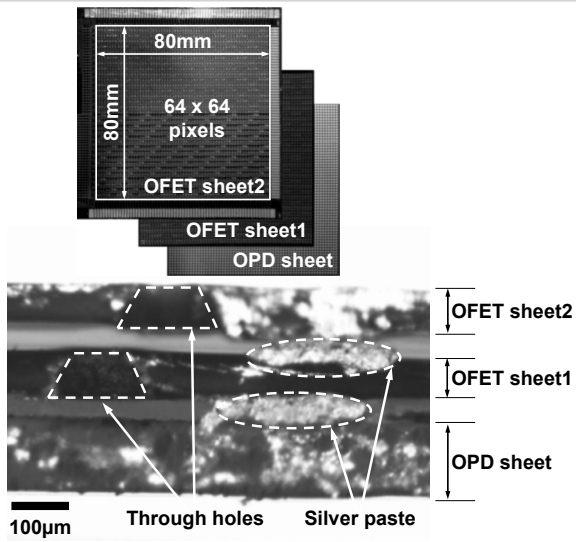 80mm
80mm
64 x 64
pixels
OFET sheet2
OFET sheet1
OPD sheet
OFET sheet2
OFET sheet1
OPD sheet
100μm
Through holes
Silver paste